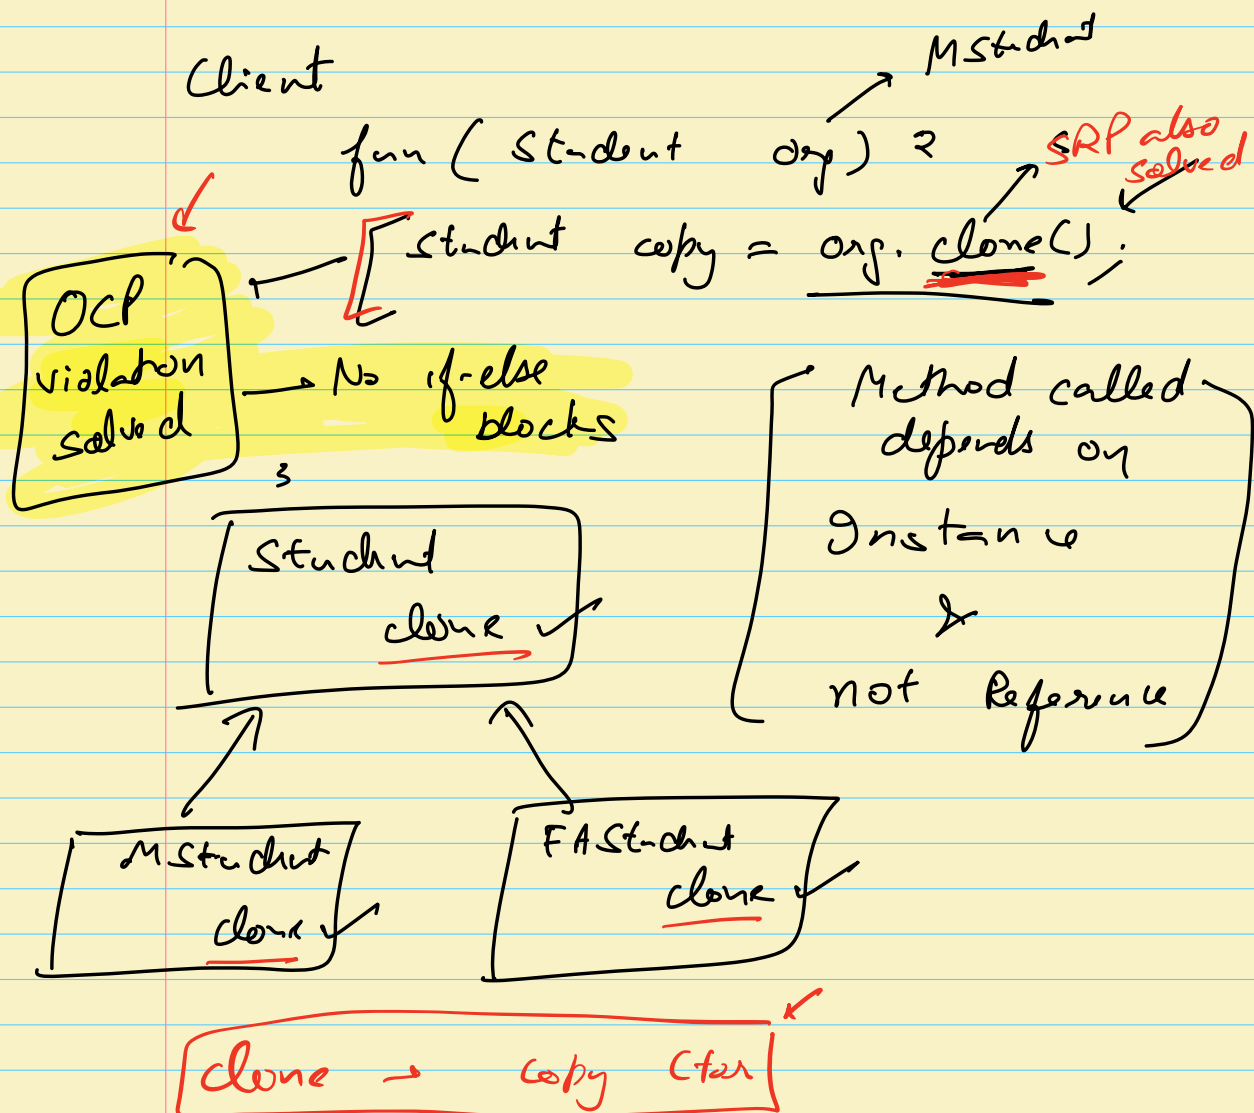 Client
MStudent
fun ( Student org) {
SRP also
solved
Student copy = org. clone();
OCP
violation
solved
No if-else
blocks
}
Method called
depends on
Instance
&
not Reference
Student
clone
MStudent
clone
FAStudent
clone
clone → copy Ctor